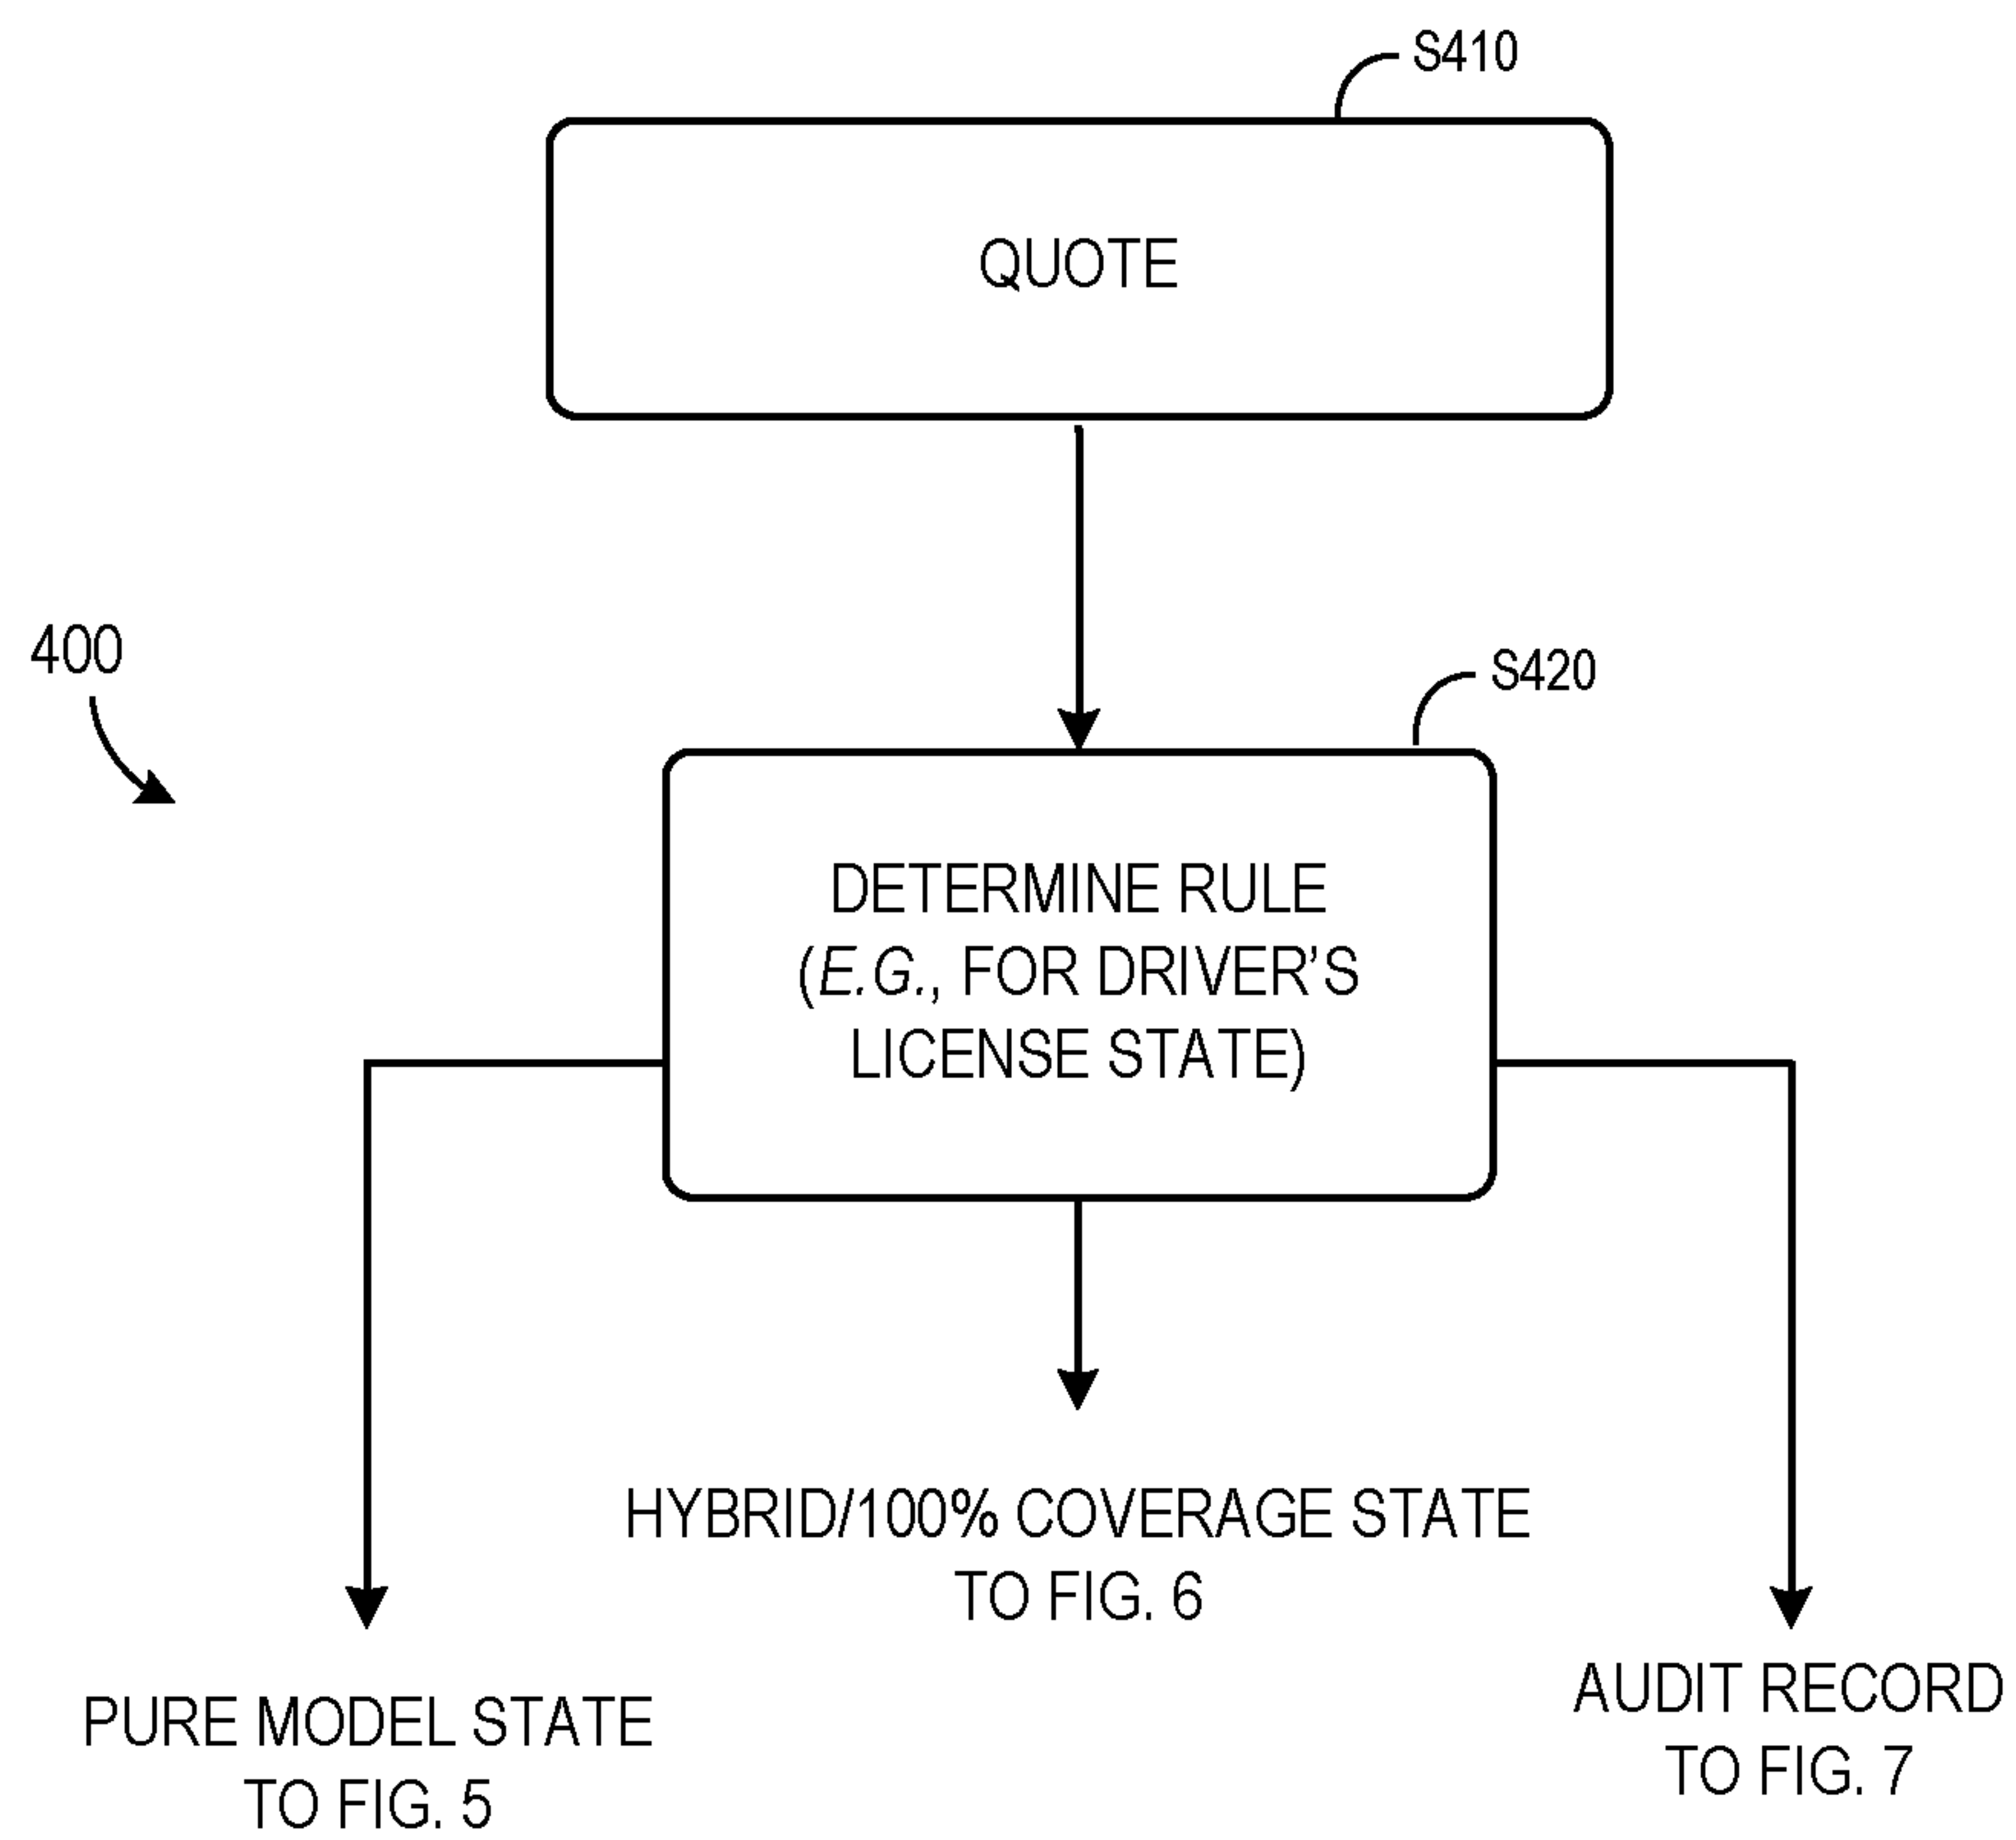 S410
QUOTE
400
S420
DETERMINE RULE
(E.G., FOR DRIVER’S
LICENSE STATE)
HYBRID/100% COVERAGE STATE
TO FIG. 6
PURE MODEL STATE
TO FIG. 5
AUDIT RECORD
TO FIG. 7